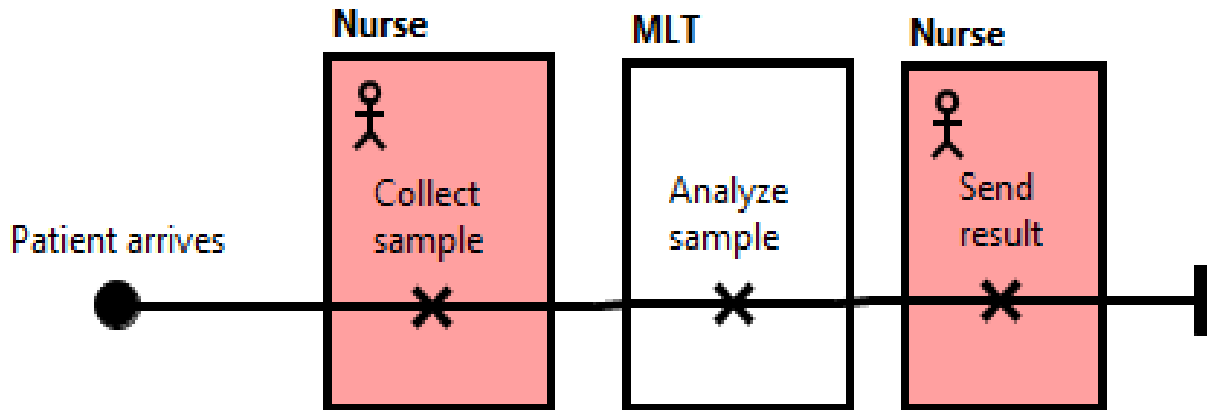 Nurse
MLT
Nurse
Patient arrives
Collect
sample
Analyze
sample
Send
result